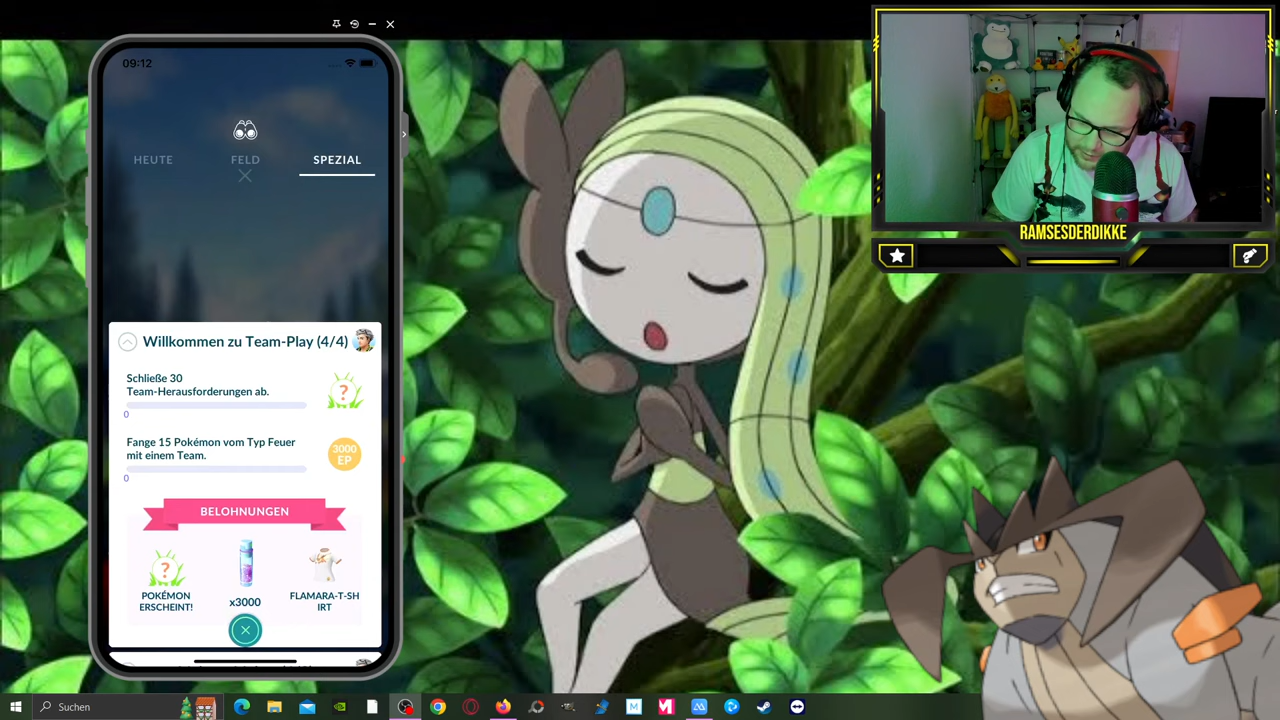 09:12
HEUTE
FELD
SPEZIAL
Willkommen zu Team-Play (4/4)
Schließe 30
Team-Herausforderungen ab.
?
0
Fange 15 Pokémon vom Typ Feuer
mit einem Team.
3000
EP
0
BELOHNUNGEN
?
POKÉMON
ERSCHEINT!
x3000
FLAMARA-T-SH
IRT
RAMSESDERDIKKE
Suchen